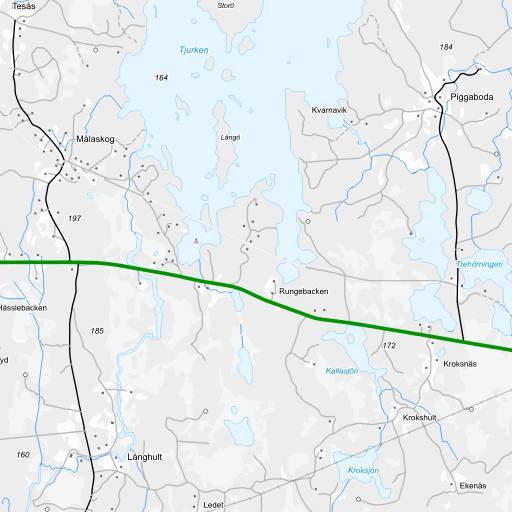 Tesås
Storö
Tjurken
184
164
Piggaboda
Kvarnavik
Målaskog
Långö
197
Trehörningen
Rungebacken
Hässlebacken
185
172
yd
Kallasjön
Kroksnäs
Krokshult
160
Långhult
Kroksjön
Ekenäs
Ledet